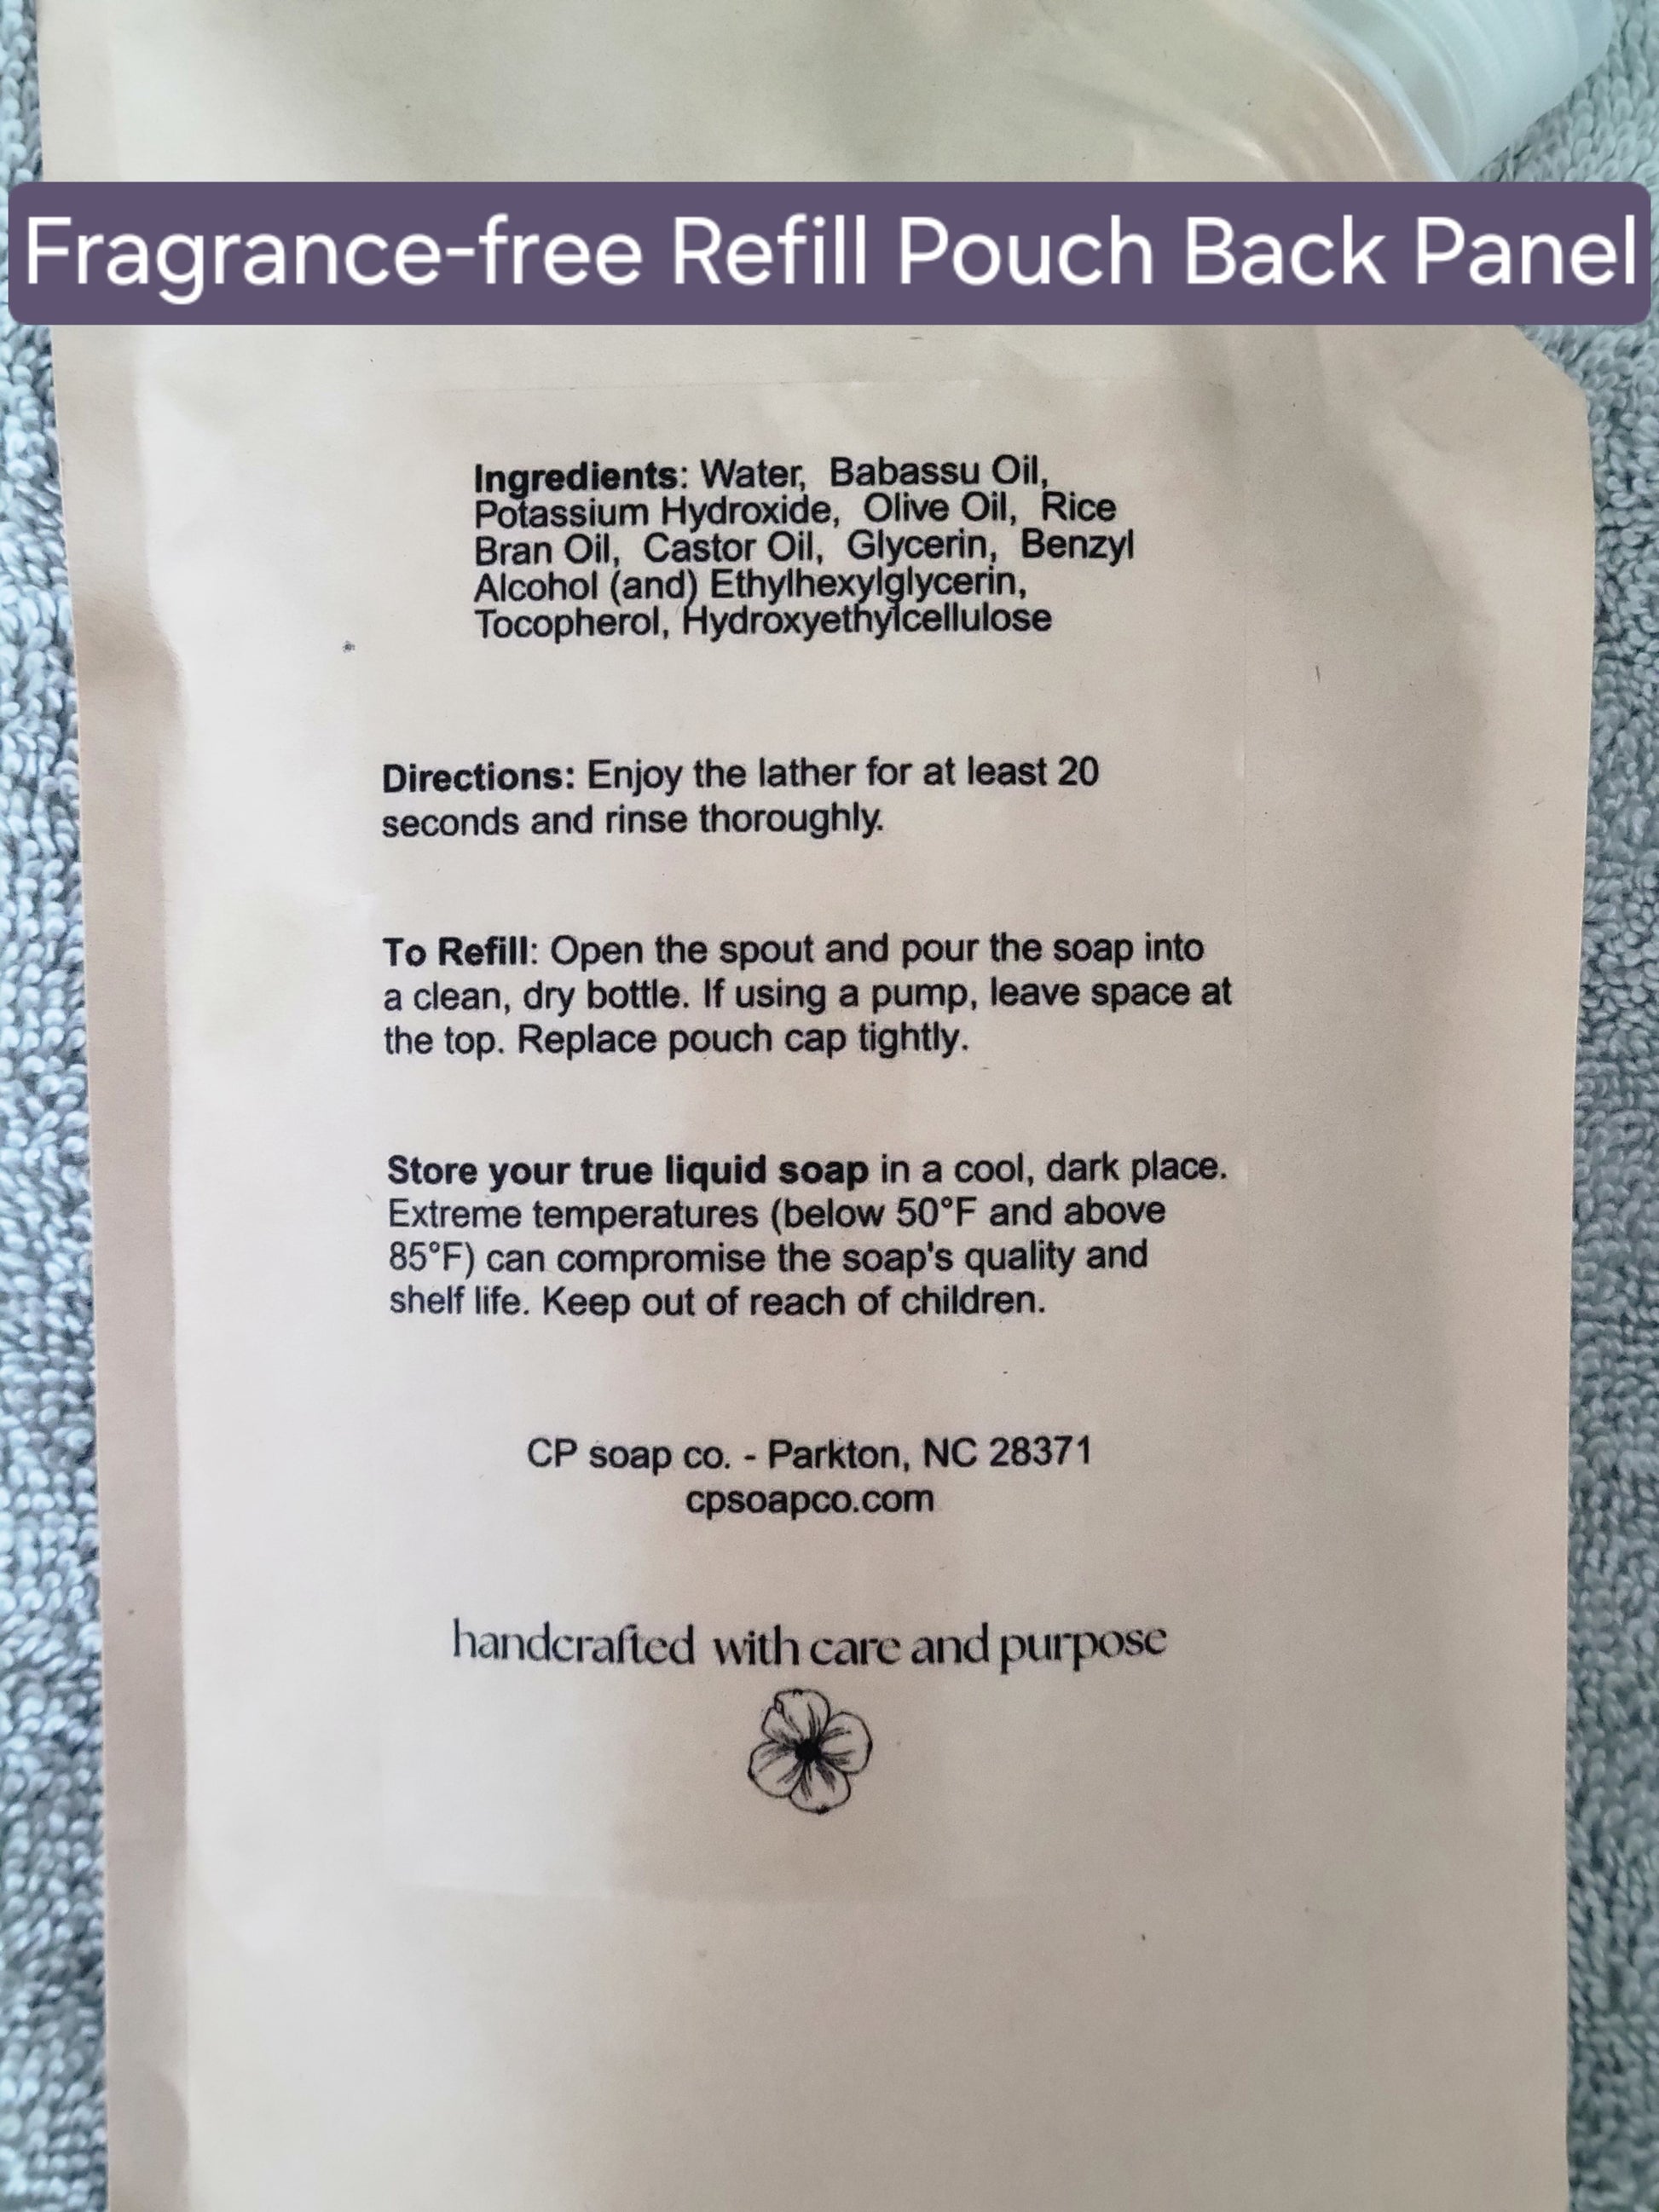 Fragrance-free Refill Pouch Back Panel
Ingredients: Water, Babassu Oil,
Potassium Hydroxide, Olive Oil, Rice
Bran Oil, Castor Oil, Glycerin, Benzyl
Alcohol (and) Ethylhexylglycerin,
Tocopherol, Hydroxyethylcellulose
Directions: Enjoy the lather for at least 20
seconds and rinse thoroughly.
To Refill: Open the spout and pour the soap into
a clean, dry bottle. If using a pump, leave space at
the top. Replace pouch cap tightly.
Store your true liquid soap in a cool, dark place.
Extreme temperatures (below 50°F and above
85°F) can compromise the soap's quality and
shelf life. Keep out of reach of children.
CP soap co. - Parkton, NC 28371
cpsoapco.com
handcrafted with care and purpose